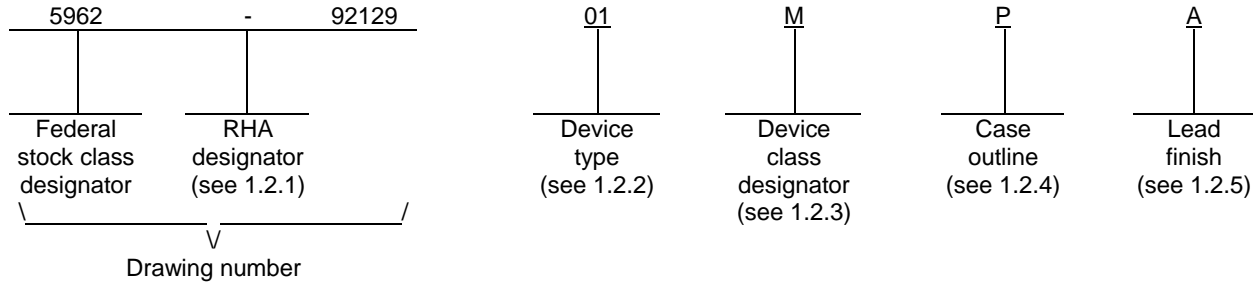 5962 - 92129 01 M P A
Federal RHA Device Device Case Lead
stock class designator type class outline finish
designator (see 1.2.1) (see 1.2.2) designator (see 1.2.4) (see 1.2.5)
(see 1.2.3)
Drawing number